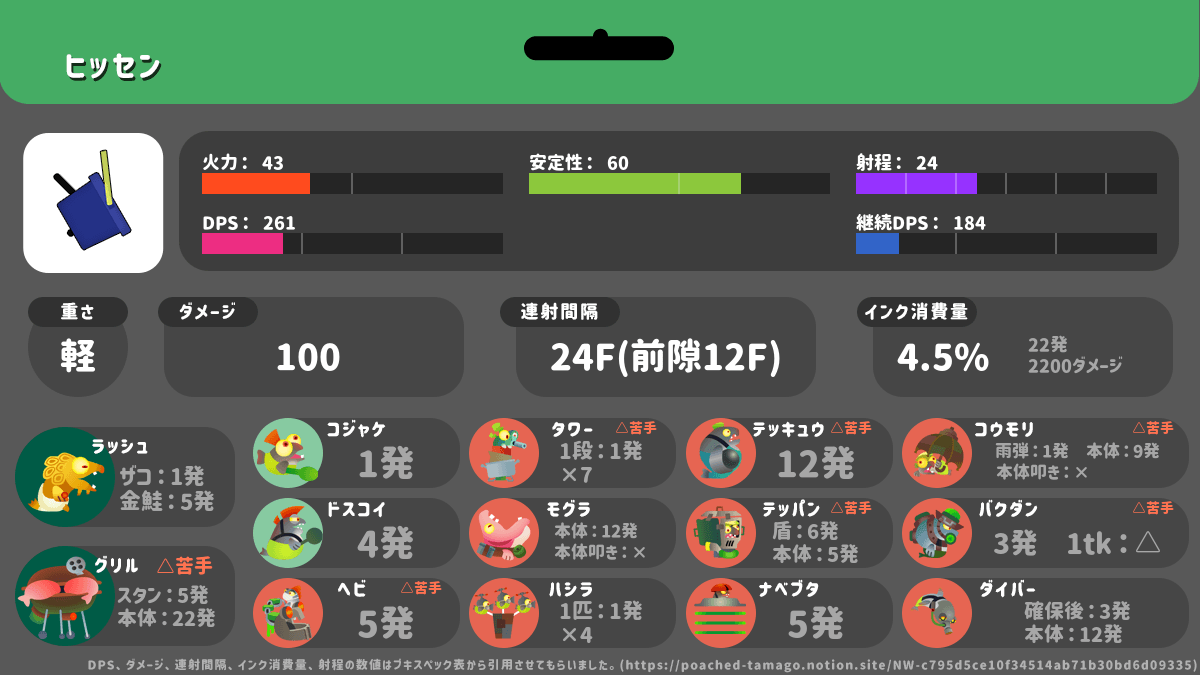 ヒッセン
火力： 43
安定性： 60
射程： 24
DPS： 261
継続DPS： 184
重さ
軽
ダメージ
100
連射間隔
24F(前隙12F)
インク消費量
4.5%
22発
2200ダメージ
ラッシュ
ザコ：1発
金鮭：5発
グリル △苦手
スタン：5発
本体：22発
コジャケ
1発
ドスコイ
4発
ヘビ △苦手
5発
タワー △苦手
1段：1発
×7
モグラ
本体：12発
本体叩き：×
ハシラ
1匹：1発
×4
テッキュウ △苦手
12発
テッパン △苦手
盾：6発
本体：5発
ナベブタ
5発
コウモリ △苦手
雨弾：1発 本体：9発
本体叩き：×
バクダン △苦手
3発 1tk：△
ダイバー
確保後：3発
本体：12発
DPS、ダメージ、連射間隔、インク消費量、射程の数値はブキスペック表から引用させてもらいました。(https://poached-tamago.notion.site/NW-c795d5ce10f34514ab71b30bd6d09335)